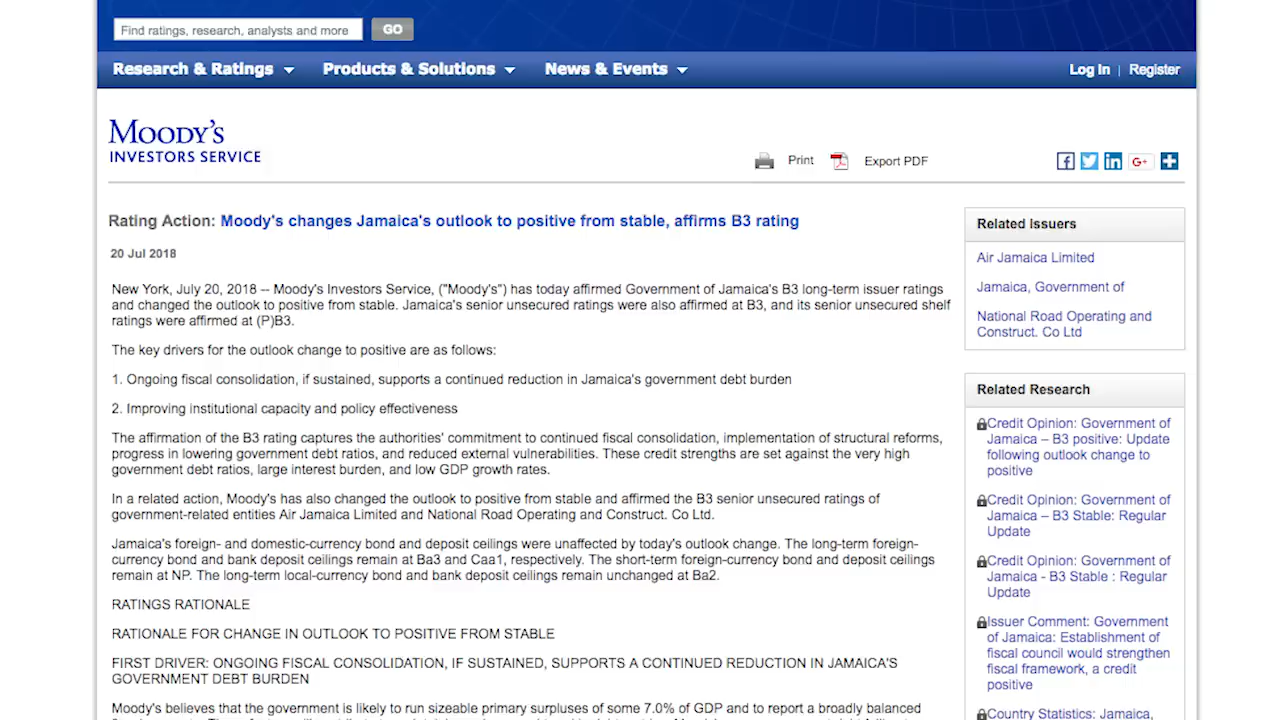 Find ratings, research, analysts and more
GO
Research & Ratings
Products & Solutions
News & Events
Log In | Register
MOODY'S
INVESTORS SERVICE
Print
Export PDF
Rating Action: Moody's changes Jamaica's outlook to positive from stable, affirms B3 rating
20 Jul 2018
New York, July 20, 2018 -- Moody's Investors Service, ("Moody's") has today affirmed Government of Jamaica's B3 long-term issuer ratings
and changed the outlook to positive from stable. Jamaica's senior unsecured ratings were also affirmed at B3, and its senior unsecured shelf
ratings were affirmed at (P)B3.
The key drivers for the outlook change to positive are as follows:
1. Ongoing fiscal consolidation, if sustained, supports a continued reduction in Jamaica's government debt burden
2. Improving institutional capacity and policy effectiveness
The affirmation of the B3 rating captures the authorities' commitment to continued fiscal consolidation, implementation of structural reforms,
progress in lowering government debt ratios, and reduced external vulnerabilities. These credit strengths are set against the very high
government debt ratios, large interest burden, and low GDP growth rates.
In a related action, Moody's has also changed the outlook to positive from stable and affirmed the B3 senior unsecured ratings of
government-related entities Air Jamaica Limited and National Road Operating and Construct. Co Ltd.
Jamaica's foreign- and domestic-currency bond and deposit ceilings were unaffected by today's outlook change. The long-term foreign-
currency bond and bank deposit ceilings remain at Ba3 and Caa1, respectively. The short-term foreign-currency bond and deposit ceilings
remain at NP. The long-term local-currency bond and bank deposit ceilings remain unchanged at Ba2.
RATINGS RATIONALE
RATIONALE FOR CHANGE IN OUTLOOK TO POSITIVE FROM STABLE
FIRST DRIVER: ONGOING FISCAL CONSOLIDATION, IF SUSTAINED, SUPPORTS A CONTINUED REDUCTION IN JAMAICA'S
GOVERNMENT DEBT BURDEN
Moody's believes that the government is likely to run sizeable primary surpluses of some 7.0% of GDP and to report a broadly balanced
Related Issuers
Air Jamaica Limited
Jamaica, Government of
National Road Operating and
Construct. Co Ltd
Related Research
Credit Opinion: Government of
Jamaica – B3 positive: Update
following outlook change to
positive
Credit Opinion: Government of
Jamaica – B3 Stable: Regular
Update
Credit Opinion: Government of
Jamaica - B3 Stable : Regular
Update
Issuer Comment: Government
of Jamaica: Establishment of
fiscal council would strengthen
fiscal framework, a credit
positive
Country Statistics: Jamaica,